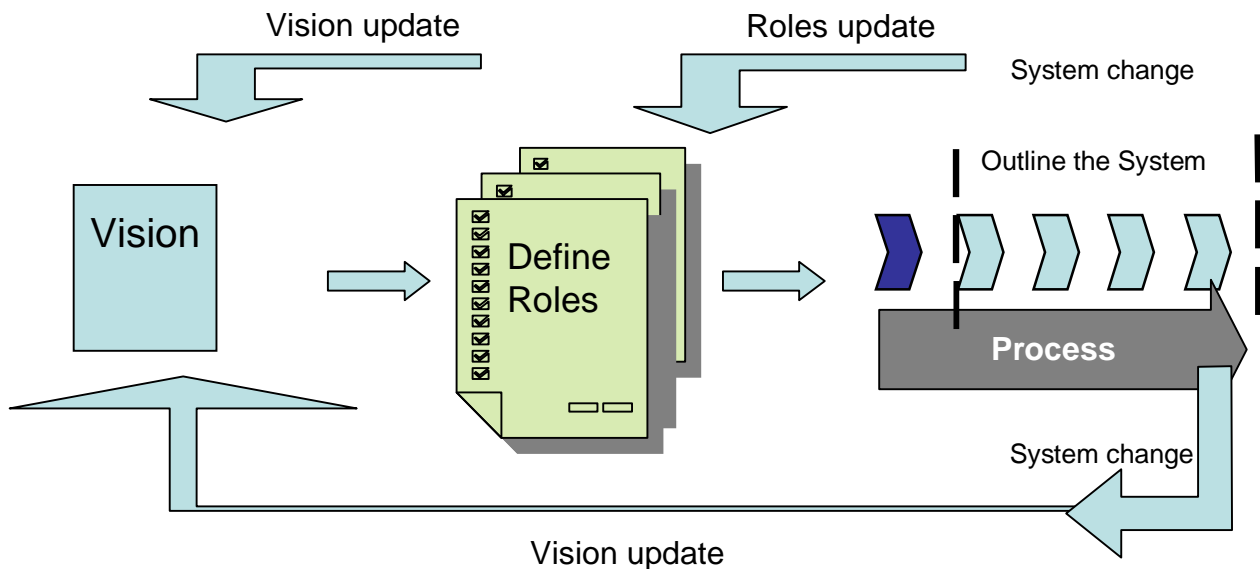 Vision update
Roles update
System change
Outline the System
Vision
Define
Roles
Process
System change
Vision update